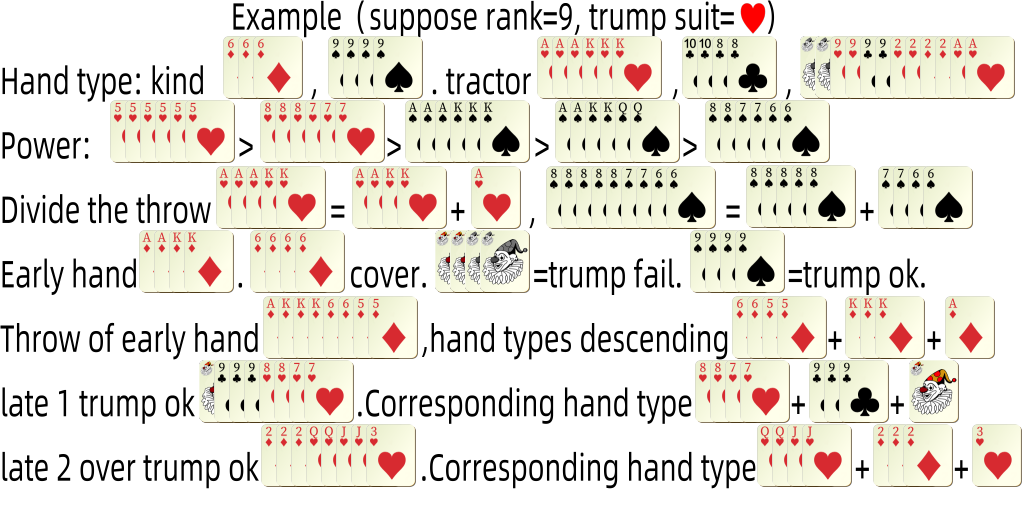 Example (suppose rank=9, trump suit=♥)
Hand type: kind 6 6 6 , 9 9 9 9 . tractor A A A K K K , 10 10 8 8 , 9 9 9 9 2 2 2 2 A A
Power: 5 5 5 5 5 5 5 > 8 8 8 7 7 7 > A A A A K K K > A A K K Q Q > 8 8 7 7 6 6
Divide the throw A A A K K = A A K K + A , 8 8 8 8 8 7 7 6 6 = 8 8 8 8 8 + 7 7 6 6
Early hand A A K K . 6 6 6 6 cover. =trump fail. 9 9 9 9 =trump ok.
Throw of early hand A K K K 6 6 5 5 ,hand types descending 6 6 5 5 + K K K + A
late 1 trump ok 9 9 9 8 8 7 7 .Corresponding hand type 8 8 7 7 + 9 9 9 +
late 2 over trump ok 2 2 2 Q Q J J 3 .Corresponding hand type Q Q J J + 2 2 2 + 3